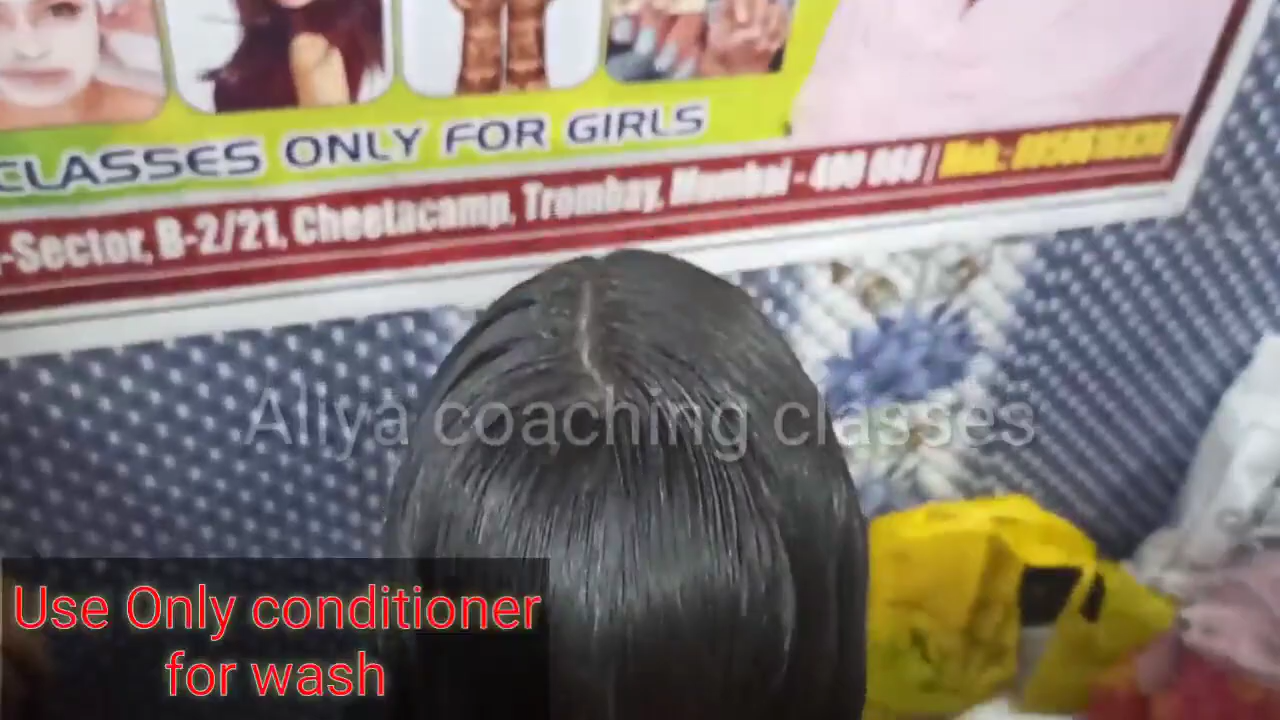 CLASSES ONLY FOR GIRLS
-Sector, B-2/21, Cheetacamp, Trombay, Mumbai - 400 088 / Mob.:
Aliya coaching classes
Use Only conditioner
for wash